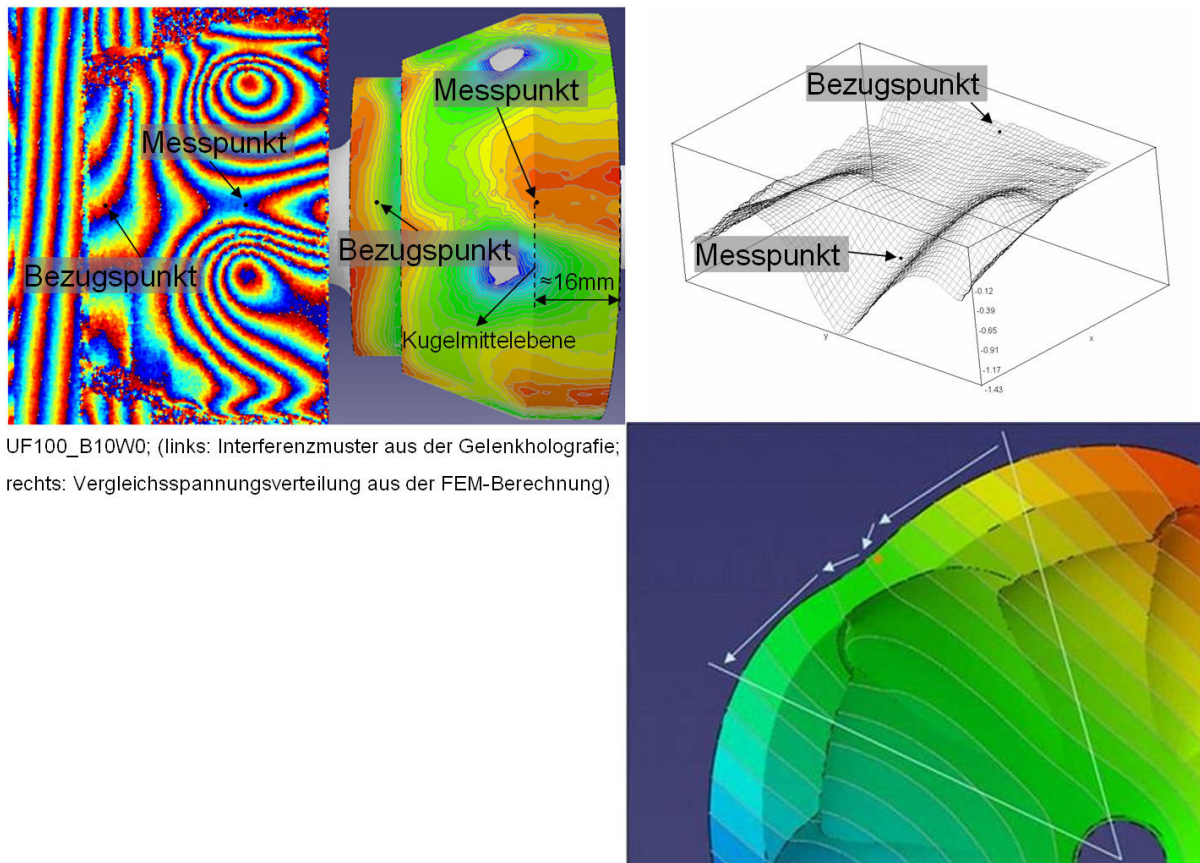 Messpunkt
Bezugspunkt
Messpunkt
Bezugspunkt
≈16mm
Kugelmittelebene
Bezugspunkt
Messpunkt
-0.12
-0.39
-0.65
-0.91
-1.17
-1.43
y
x
UF100_B10W0; (links: Interferenzmuster aus der Gelenkholografie;
rechts: Vergleichsspannungsverteilung aus der FEM-Berechnung)